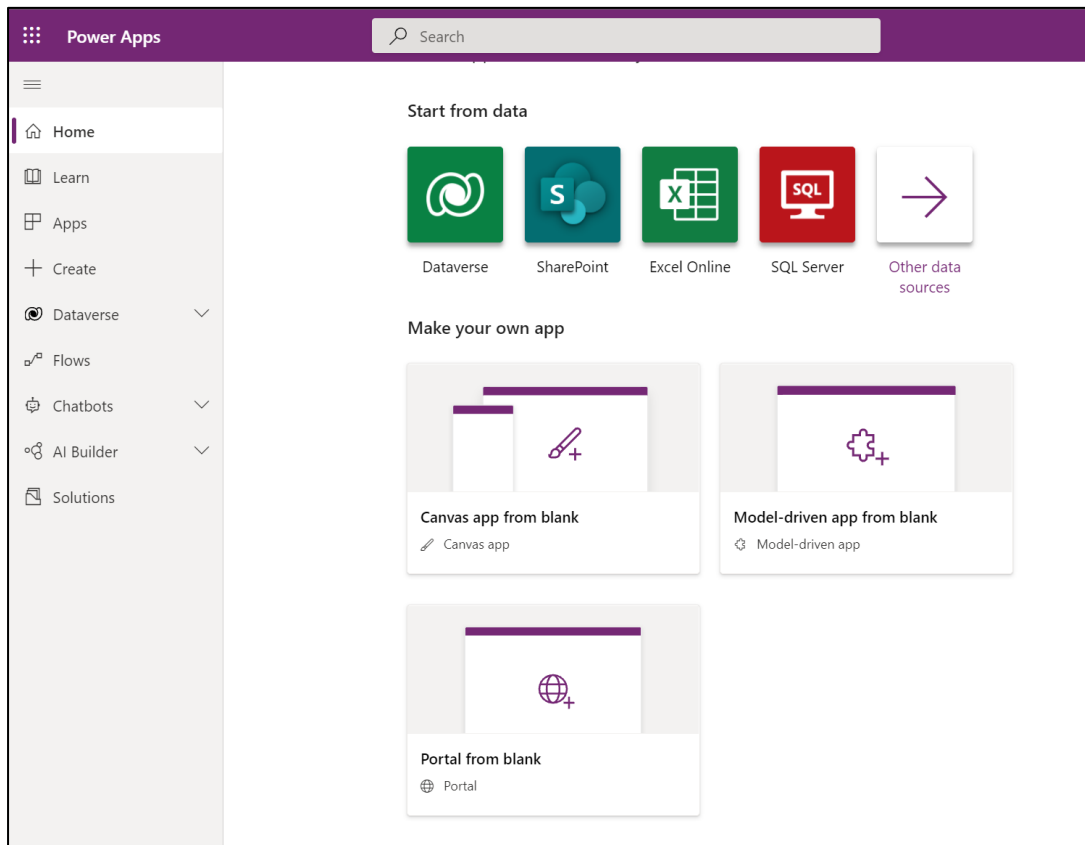 Power Apps
Search
Home
Learn
Apps
Create
Dataverse
Flows
Chatbots
AI Builder
Solutions
Start from data
S
X
SQL
Dataverse
SharePoint
Excel Online
SQL Server
Other data
sources
Make your own app
Canvas app from blank
Canvas app
Model-driven app from blank
Model-driven app
Portal from blank
Portal